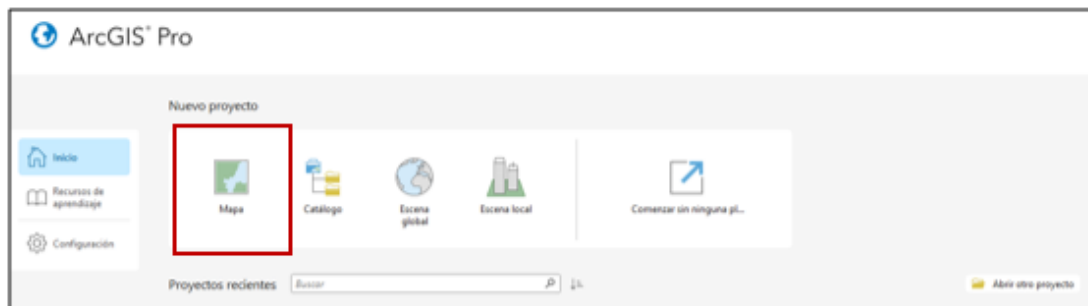 ArcGIS® Pro
Nuevo proyecto
Inicio
Recursos de
aprendizaje
Configuración
Mapa
Catálogo
Escena
global
Escena local
Comenzar sin ninguna pl...
Proyectos recientes
Buscar
Abrir otro proyecto